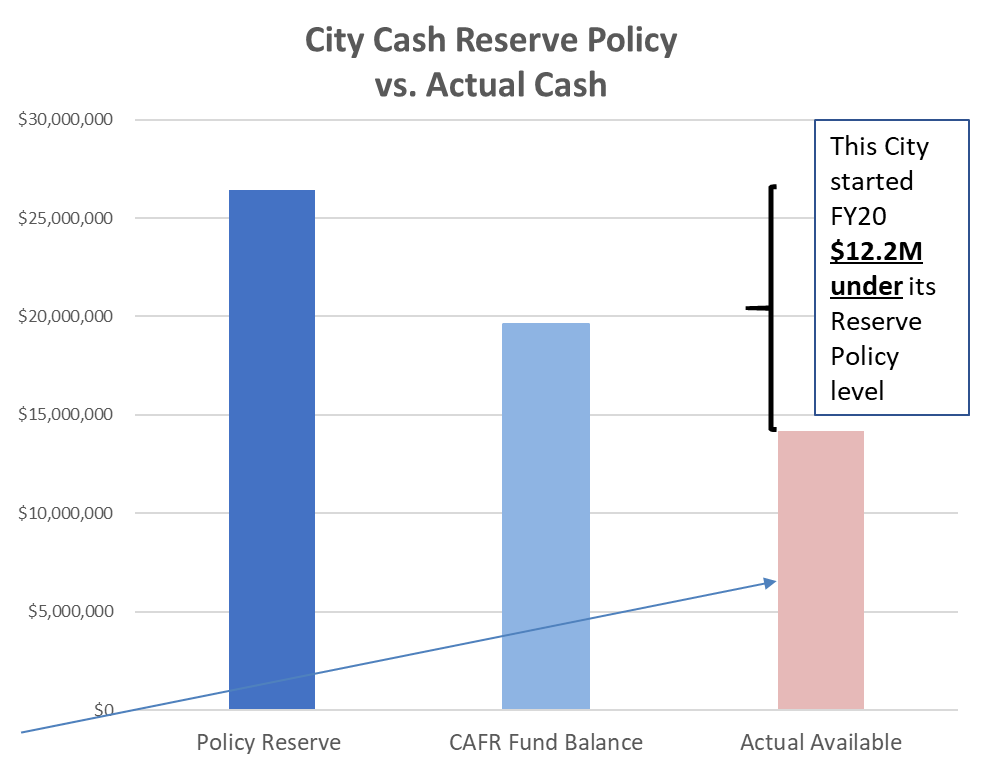 City Cash Reserve Policy
vs. Actual Cash
$30,000,000
$25,000,000
$20,000,000
$15,000,000
$10,000,000
$5,000,000
$0
This City
started
FY20
$12.2M
under its
Reserve
Policy
level
Policy Reserve
CAFR Fund Balance
Actual Available